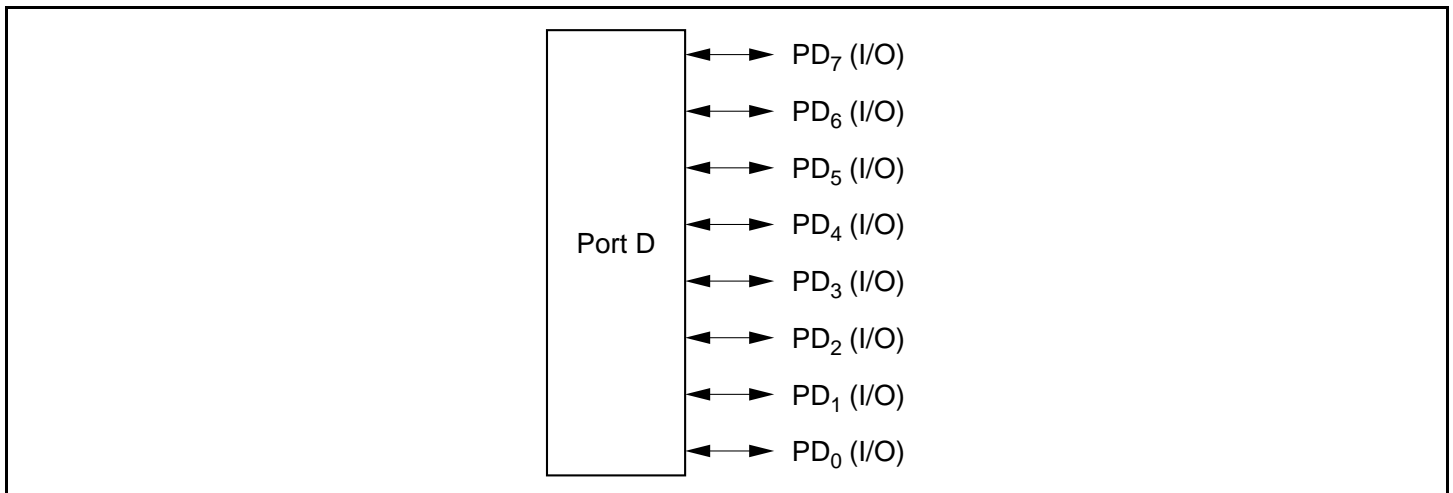 PD₇ (I/O)
PD₆ (I/O)
PD₅ (I/O)
PD₄ (I/O)
Port D
PD₃ (I/O)
PD₂ (I/O)
PD₁ (I/O)
PD₀ (I/O)